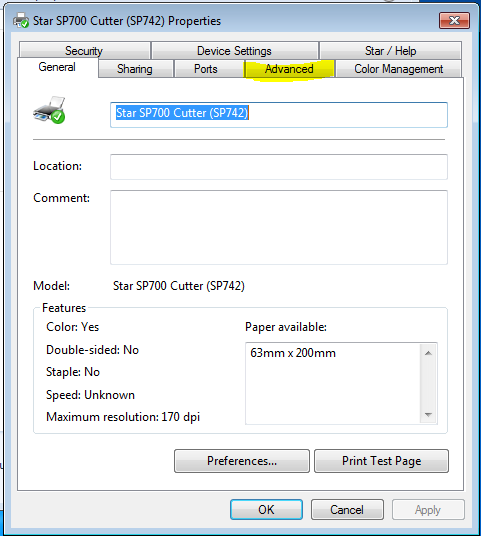 Star SP700 Cutter (SP742) Properties
Security Device Settings Star / Help
General Sharing Ports Advanced Color Management
Star SP700 Cutter (SP742)
Location:
Comment:
Model: Star SP700 Cutter (SP742)
Features
Color: Yes Paper available:
Double-sided: No 63mm x 200mm
Staple: No
Speed: Unknown
Maximum resolution: 170 dpi
Preferences... Print Test Page
OK Cancel Apply